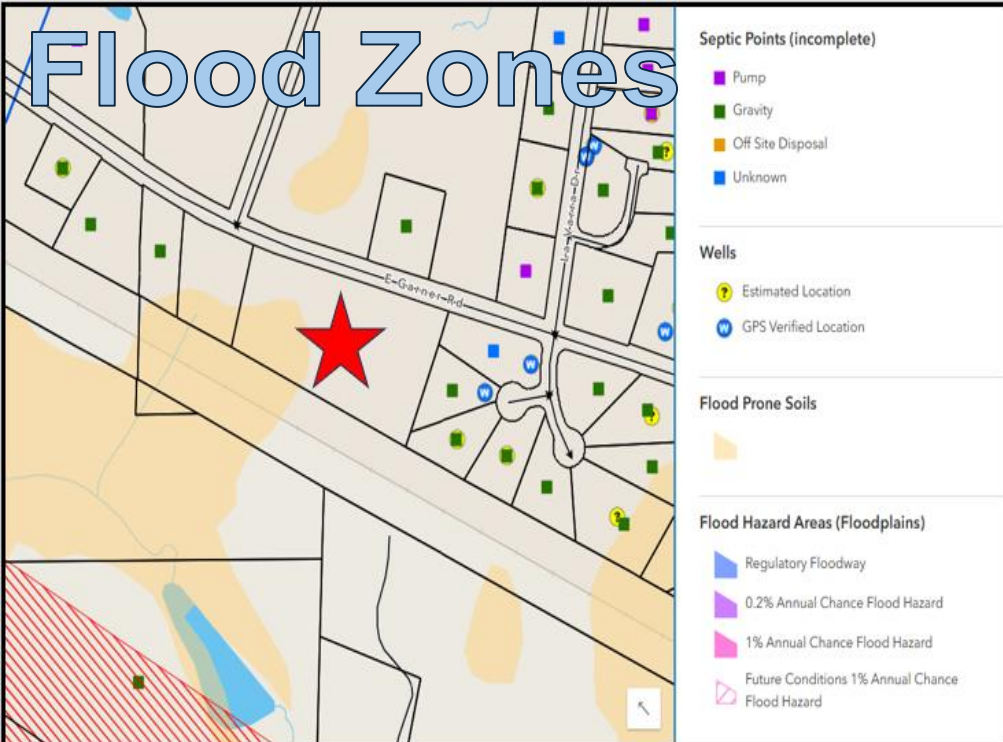 Flood Zones
Septic Points (incomplete)
Pump
Gravity
Off Site Disposal
Unknown
Wells
? Estimated Location
W GPS Verified Location
Flood Prone Soils
Flood Hazard Areas (Floodplains)
Regulatory Floodway
0.2% Annual Chance Flood Hazard
1% Annual Chance Flood Hazard
Future Conditions 1% Annual Chance
Flood Hazard
E Garner Rd
W
W
W
W
W
?
?
?